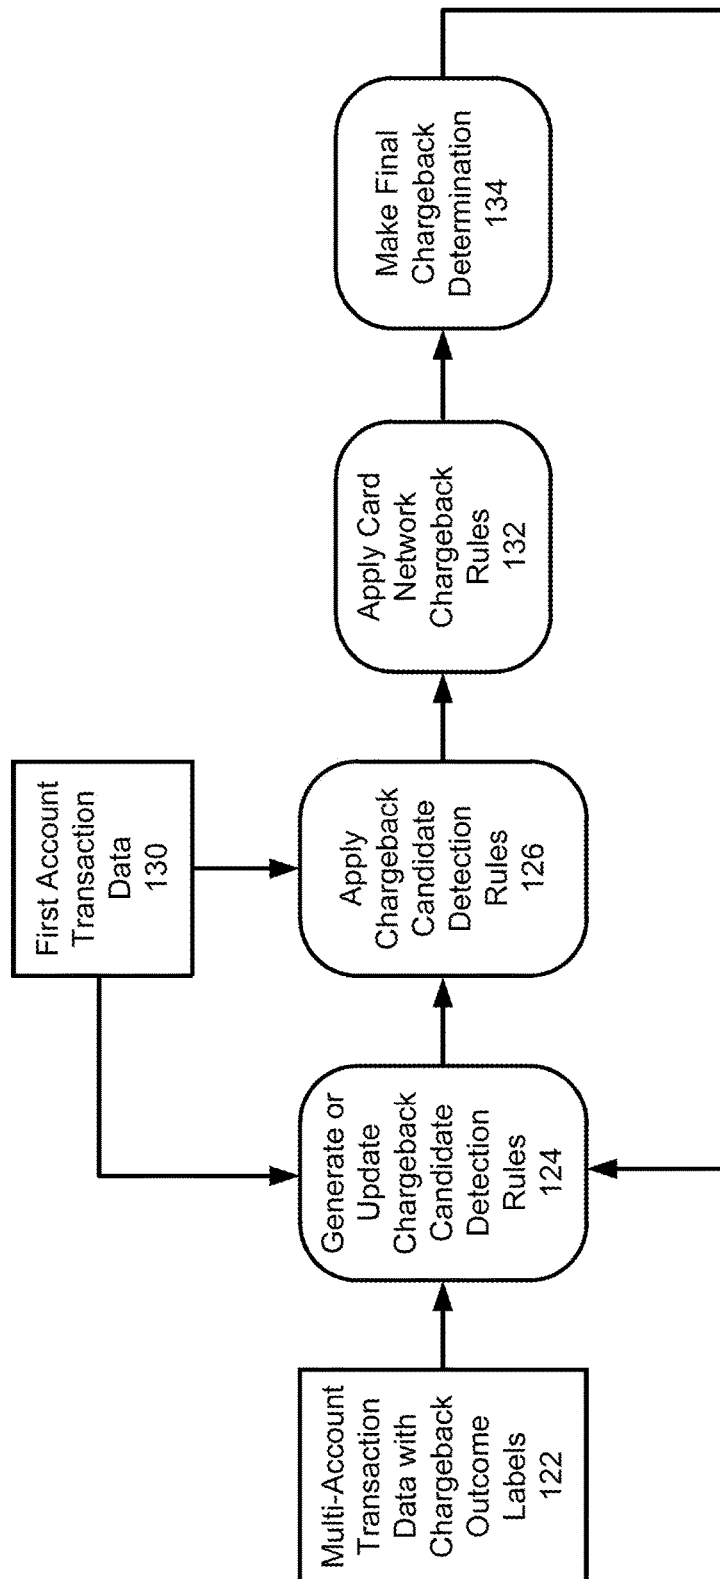 Multi-Account
Transaction
Data with
Chargeback
Outcome
Labels
122
Generate or
Update
Chargeback
Candidate
Detection
Rules
124
First Account
Transaction
Data
130
Apply
Chargeback
Candidate
Detection
Rules
126
Apply Card
Network
Chargeback
Rules
132
Make Final
Chargeback
Determination
134